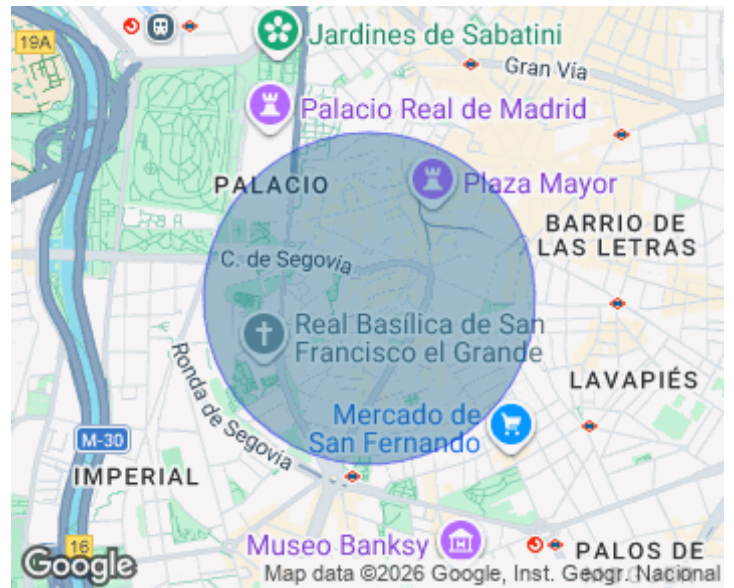 19A
Jardines de Sabatini
Gran Vía
Palacio Real de Madrid
PALACIO
Plaza Mayor
BARRIO DE
LAS LETRAS
C. de Segovia
Real Basílica de San
Francisco el Grande
Ronda de Segovia
LAVAPIÉS
Mercado de
San Fernando
M-30
IMPERIAL
16
Museo Banksy
PALOS DE
Google
Map data ©2026 Google, Inst. Geogr. Nacional